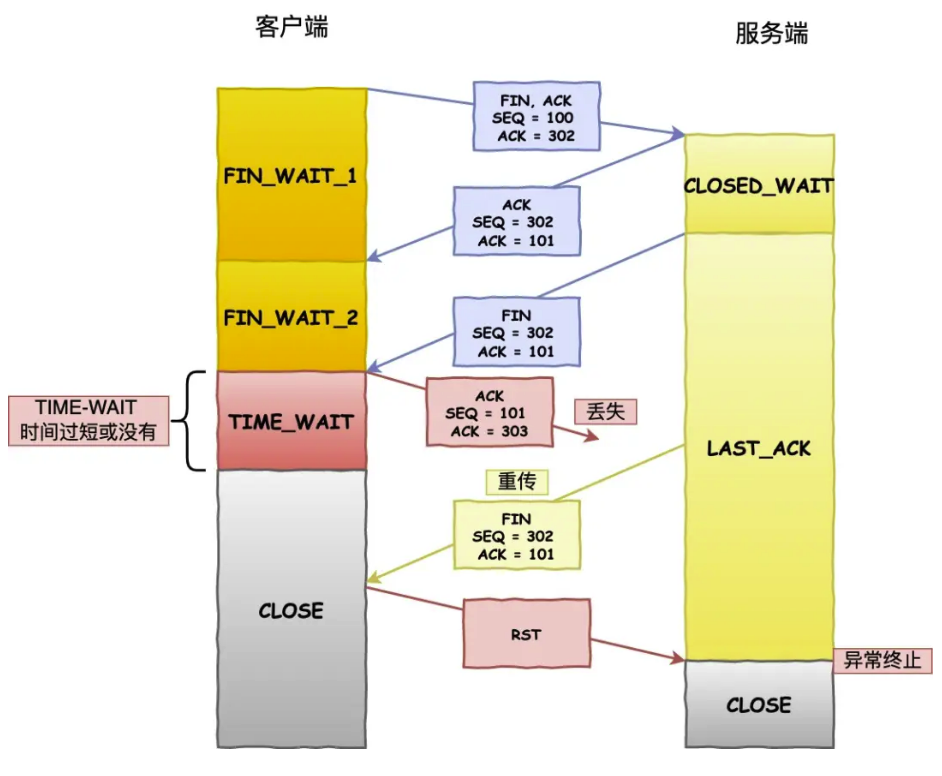 客户端
服务端
FIN, ACK
SEQ = 100
ACK = 302
FIN_WAIT_1
CLOSED_WAIT
ACK
SEQ = 302
ACK = 101
FIN_WAIT_2
FIN
SEQ = 302
ACK = 101
TIME-WAIT
时间过短或没有
TIME_WAIT
ACK
SEQ = 101
ACK = 303
丢失
LAST_ACK
重传
FIN
SEQ = 302
ACK = 101
CLOSE
RST
异常终止
CLOSE